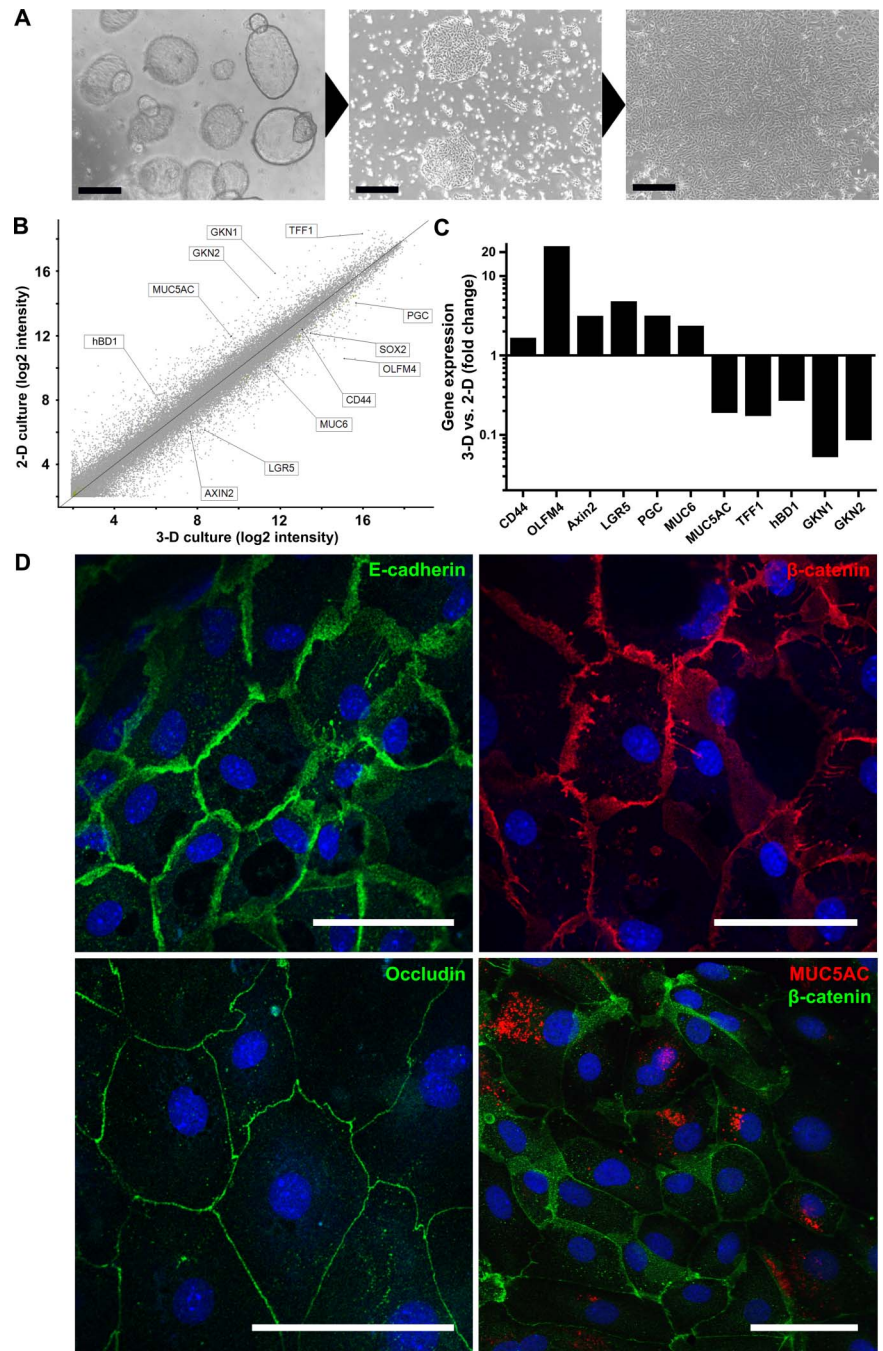 A
B
GKN1
TFF1
GKN2
MUC5AC
hBD1
PGC
SOX2
OLFM4
CD44
MUC6
LGR5
AXIN2
2-D culture (log2 intensity)
16
12
8
4
4 8 12 16
3-D culture (log2 intensity)
C
Gene expression
3-D vs. 2-D (fold change)
20
10
1
0.1
CD44
OLFM4
Axin2
LGR5
PGC
MUC6
MUC5AC
TFF1
hBD1
GKN1
GKN2
D
E-cadherin
β-catenin
Occludin
MUC5AC
β-catenin